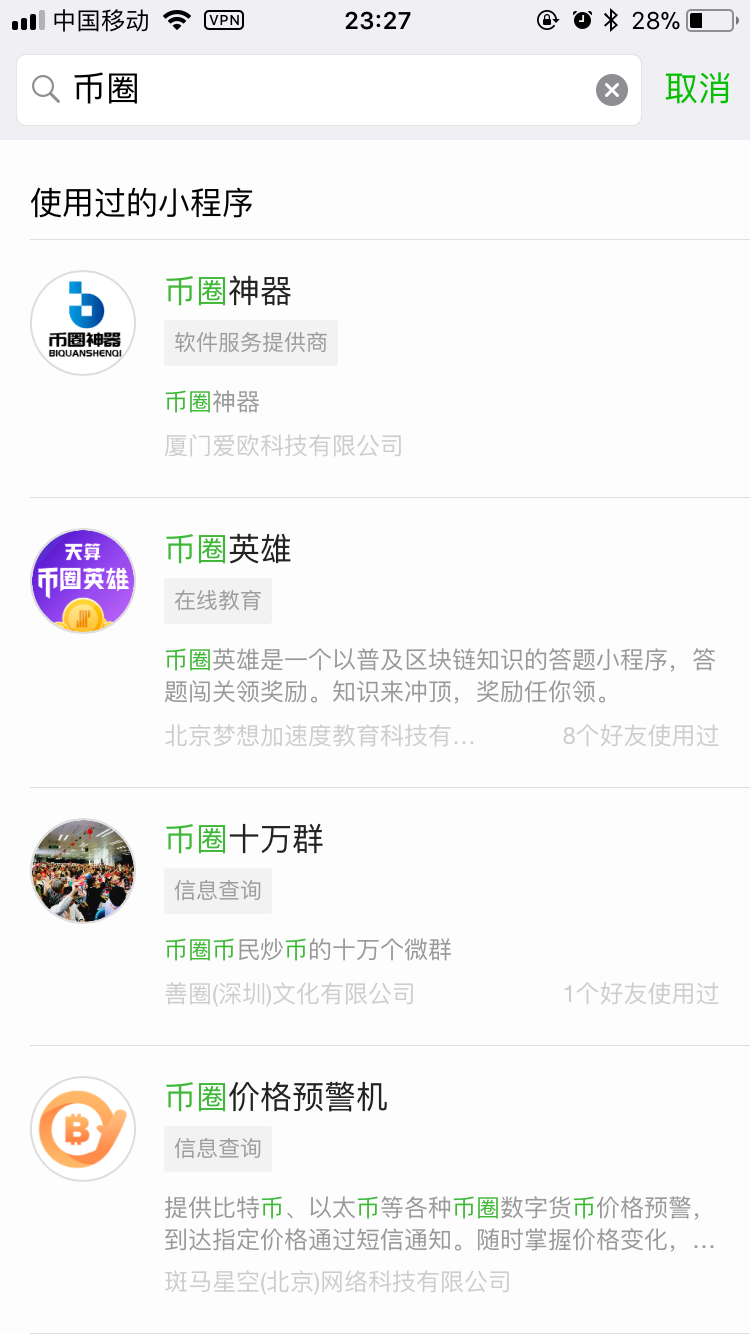 中国移动 VPN 23:27 28%
币圈
取消
使用过的小程序
币圈神器
BIQUANSHENQI
币圈神器
软件服务提供商
币圈神器
厦门爱欧科技有限公司
天算
币圈英雄
币圈英雄
在线教育
币圈英雄是一个以普及区块链知识的答题小程序，答
题闯关领奖励。知识来冲顶，奖励任你领。
北京梦想加速度教育科技有... 8个好友使用过
币圈十万群
信息查询
币圈币民炒币的十万个微群
善圈(深圳)文化有限公司 1个好友使用过
币圈价格预警机
信息查询
提供比特币、以太币等各种币圈数字货币价格预警，
到达指定价格通过短信通知。随时掌握价格变化，...
斑马星空(北京)网络科技有限公司